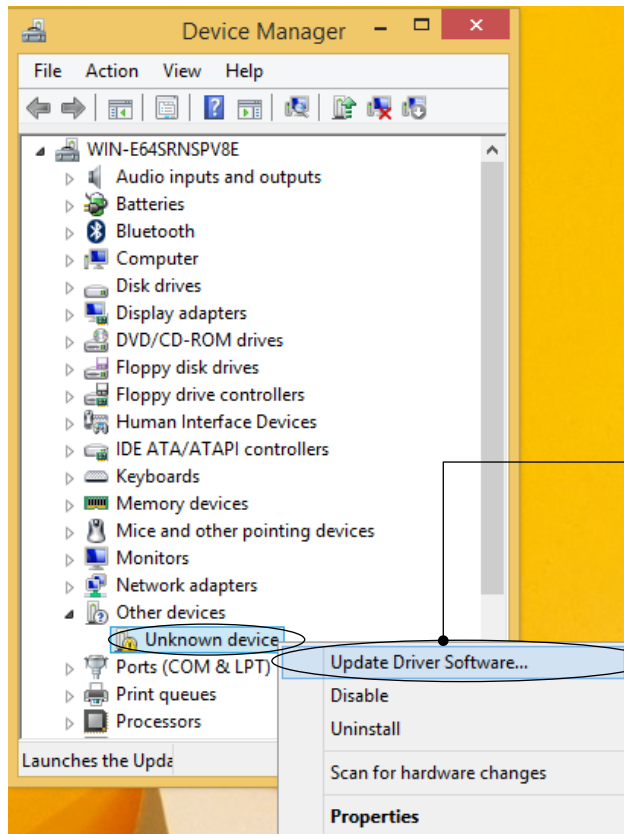 Device Manager
File Action View Help
WIN-E64SRNSPV8E
Audio inputs and outputs
Batteries
Bluetooth
Computer
Disk drives
Display adapters
DVD/CD-ROM drives
Floppy disk drives
Floppy drive controllers
Human Interface Devices
IDE ATA/ATAPI controllers
Keyboards
Memory devices
Mice and other pointing devices
Monitors
Network adapters
Other devices
Unknown device
Ports (COM & LPT)
Print queues
Processors
Launches the Upda
Update Driver Software...
Disable
Uninstall
Scan for hardware changes
Properties